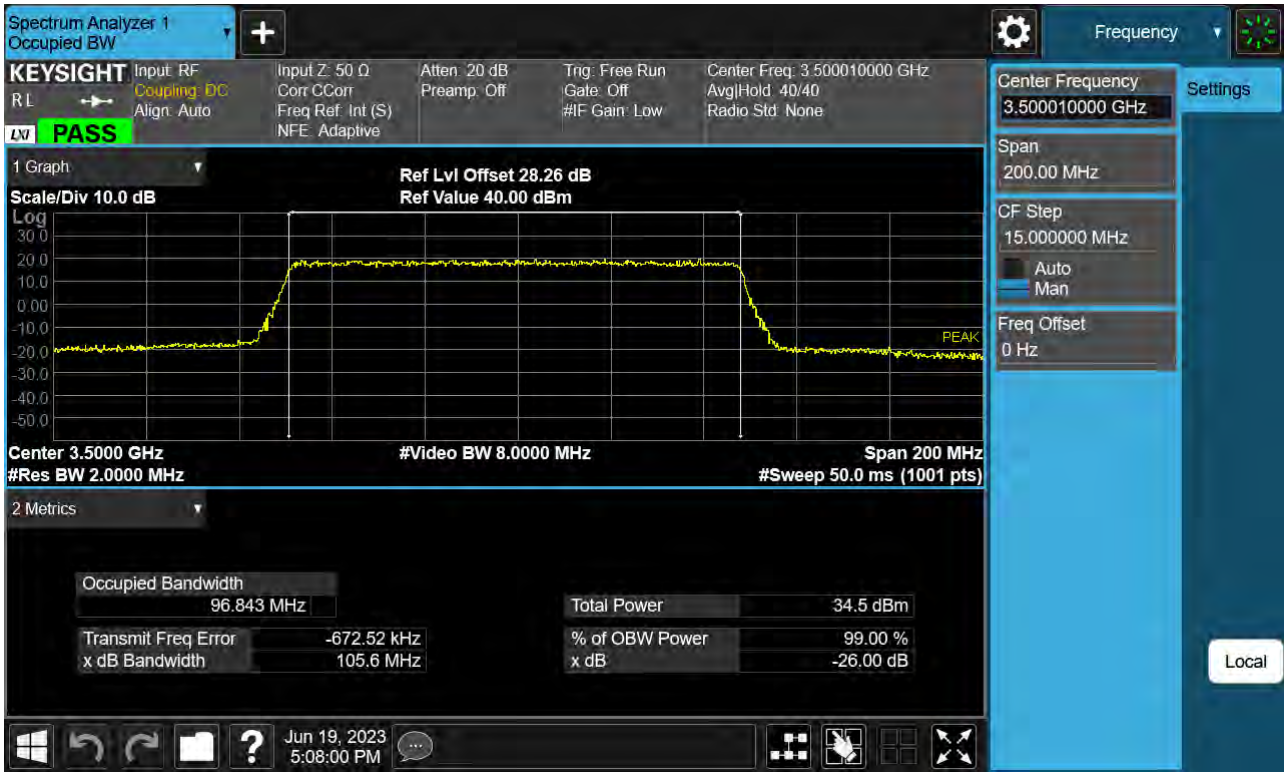 Spectrum Analyzer 1
Occupied BW
Frequency
KEYSIGHT
RL
LXI
PASS
Input: RF
Coupling: DC
Align: Auto
Input Z: 50 Ω
Corr CCorr
Freq Ref: Int (S)
NFE: Adaptive
Atten: 20 dB
Preamp: Off
Trig: Free Run
Gate: Off
#IF Gain: Low
Center Freq: 3.500010000 GHz
Avg|Hold: 40/40
Radio Std: None
Center Frequency
3.500010000 GHz
Settings
Span
200.00 MHz
CF Step
15.000000 MHz
Auto
Man
Freq Offset
0 Hz
Local
1 Graph
Scale/Div 10.0 dB
Ref Lvl Offset 28.26 dB
Ref Value 40.00 dBm
Log
30.0
20.0
10.0
0.00
-10.0
-20.0
-30.0
-40.0
-50.0
PEAK
Center 3.5000 GHz
#Video BW 8.0000 MHz
Span 200 MHz
#Res BW 2.0000 MHz
#Sweep 50.0 ms (1001 pts)
2 Metrics
Occupied Bandwidth
96.843 MHz
Total Power 34.5 dBm
Transmit Freq Error -672.52 kHz
% of OBW Power 99.00 %
x dB Bandwidth 105.6 MHz
x dB -26.00 dB
Jun 19, 2023
5:08:00 PM